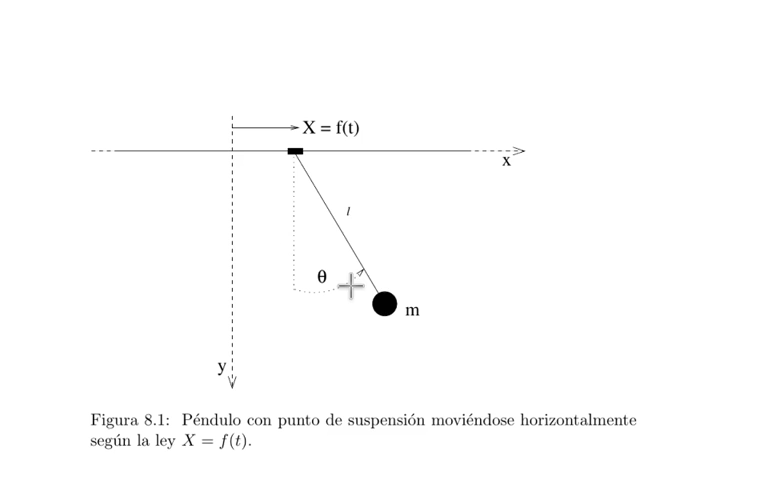 X = f(t)
x
l
θ
m
y
Figura 8.1: Péndulo con punto de suspensión moviéndose horizontalmente
según la ley X = f(t).